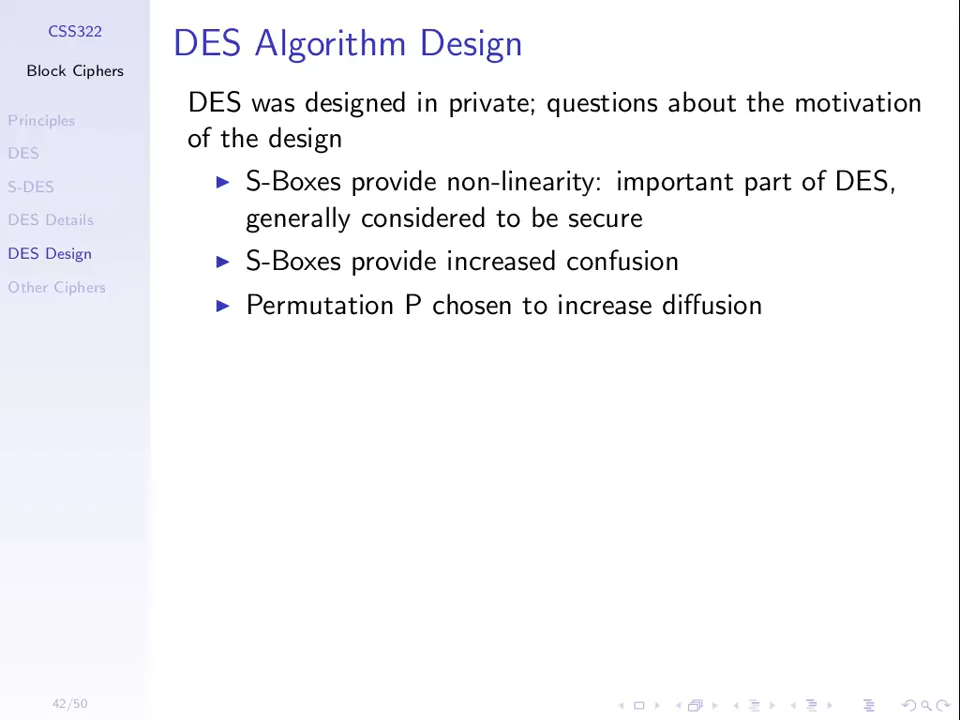 CSS322
Block Ciphers
Principles
DES
S-DES
DES Details
DES Design
Other Ciphers
42/50
DES Algorithm Design
DES was designed in private; questions about the motivation
of the design
S-Boxes provide non-linearity: important part of DES,
generally considered to be secure
S-Boxes provide increased confusion
Permutation P chosen to increase diffusion